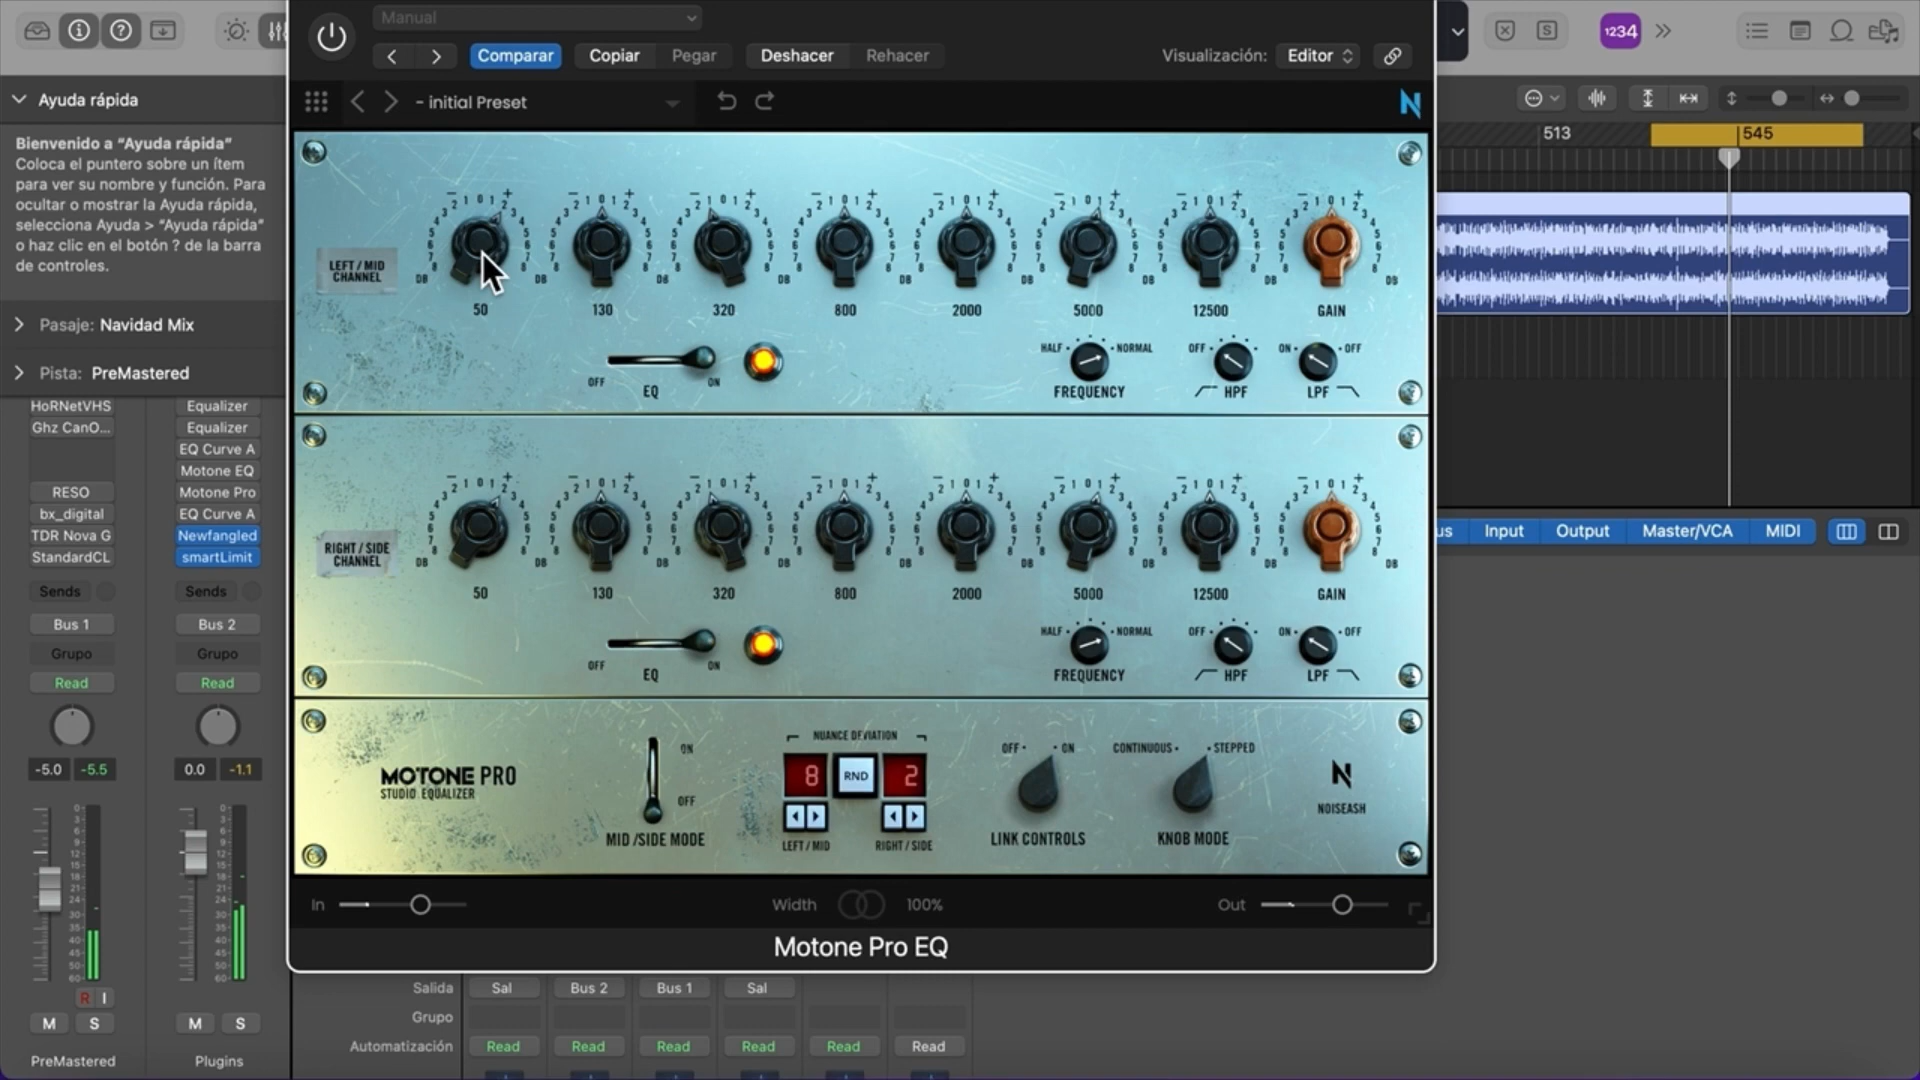 Manual
Comparar
Copiar
Pegar
Deshacer
Rehacer
Visualización:
Editor
1234
- initial Preset
Ayuda rápida
Bienvenido a “Ayuda rápida”
Coloca el puntero sobre un ítem
para ver su nombre y función. Para
ocultar o mostrar la Ayuda rápida,
selecciona Ayuda > “Ayuda rápida”
o haz clic en el botón ? de la barra
de controles.
Pasaje: Navidad Mix
Pista: PreMastered
513
545
LEFT / MID
CHANNEL
50
130
320
800
2000
5000
12500
GAIN
OFF
ON
EQ
HALF
NORMAL
FREQUENCY
OFF
HPF
ON
OFF
LPF
RIGHT / SIDE
CHANNEL
50
130
320
800
2000
5000
12500
GAIN
OFF
ON
EQ
HALF
NORMAL
FREQUENCY
OFF
HPF
ON
OFF
LPF
MOTONE PRO
STUDIO EQUALIZER
ON
OFF
MID /SIDE MODE
NUANCE DEVIATION
8
RND
2
LEFT / MID
RIGHT / SIDE
OFF
ON
LINK CONTROLS
CONTINUOUS
STEPPED
KNOB MODE
NOISEASH
In
Width
100%
Out
Motone Pro EQ
HoRNetVHS
Ghz CanO...
RESO
bx_digital
TDR Nova G
StandardCL
Sends
Bus 1
Grupo
Read
-5.0
-5.5
R I
M S
PreMastered
Equalizer
Equalizer
EQ Curve A
Motone EQ
Motone Pro
EQ Curve A
Newfangled
smartLimit
Sends
Bus 2
Grupo
Read
0.0
-1.1
M S
Plugins
us
Input
Output
Master/VCA
MIDI
Salida
Sal
Bus 2
Bus 1
Sal
Grupo
Automatización
Read
Read
Read
Read
Read
Read